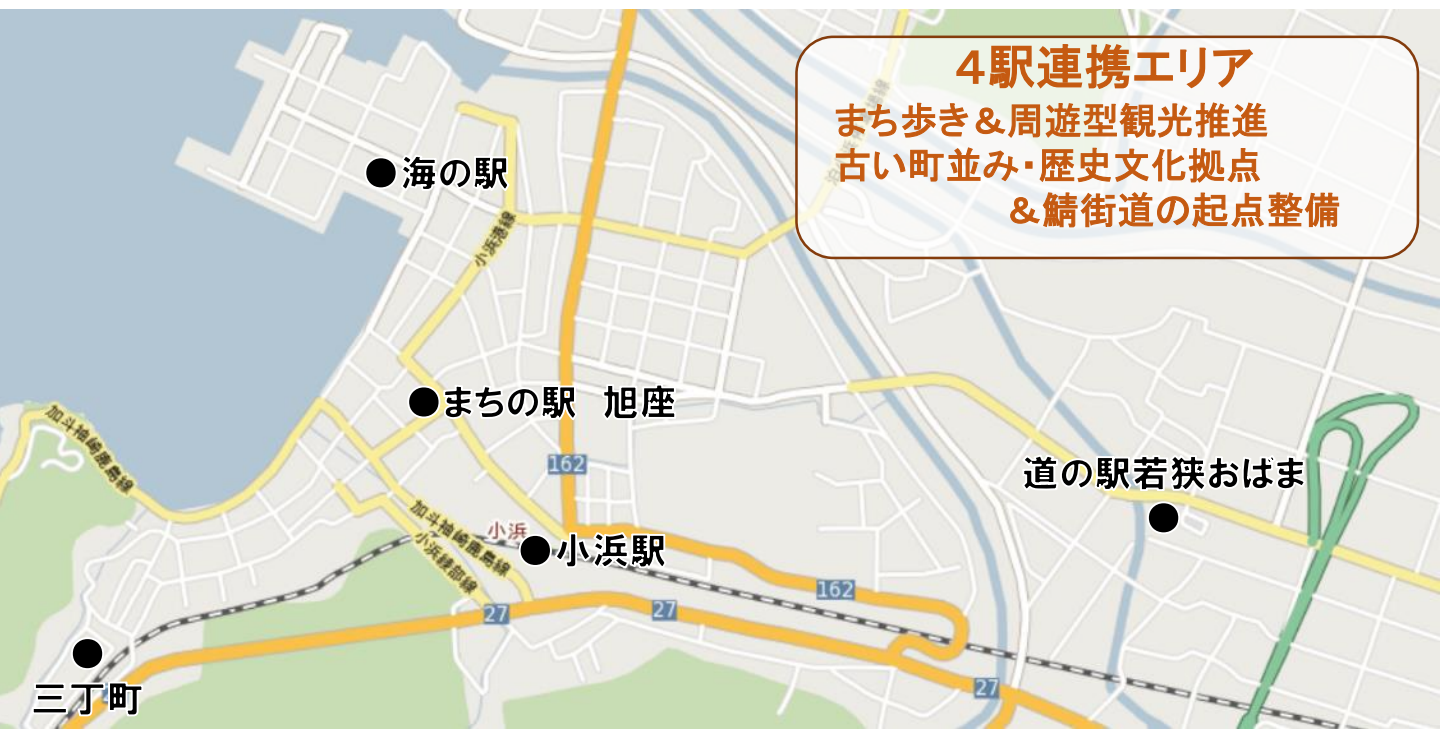 ４駅連携エリア
まち歩き＆周遊型観光推進
古い町並み・歴史文化拠点
＆鯖街道の起点整備
海の駅
小浜港線
まちの駅　旭座
加斗袖崎鹿島線
162
道の駅若狭おばま
加斗袖崎鹿島線
小浜
小浜駅
小浜綾部線
162
27
27
27
三丁町